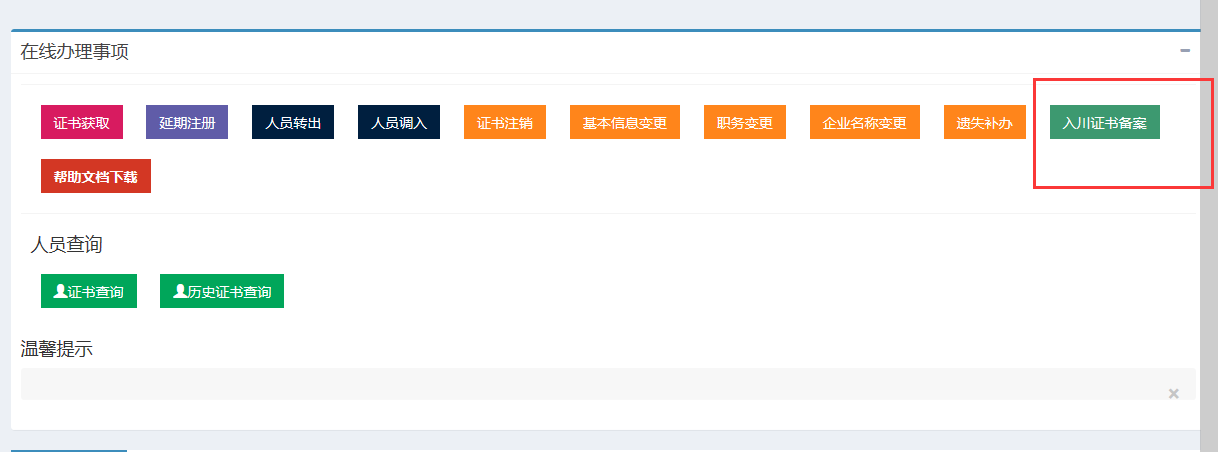 在线办理事项
证书获取 延期注册 人员转出 人员调入 证书注销 基本信息变更 职务变更 企业名称变更 遗失补办 入川证书备案
帮助文档下载
人员查询
证书查询 历史证书查询
温馨提示